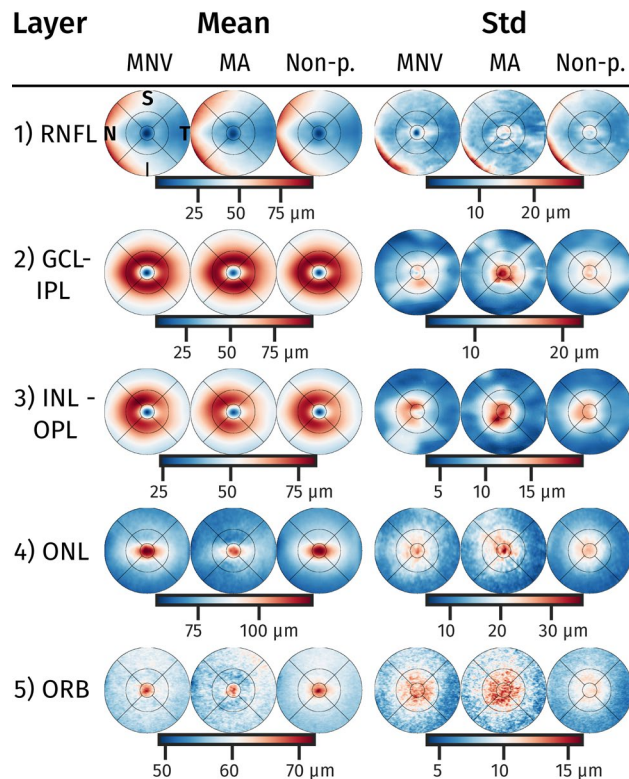 Layer Mean Std
MNV MA Non-p. MNV MA Non-p.
S
1) RNFL N T
I
25 50 75 μm 10 20 μm
2) GCL-
IPL
25 50 75 μm 10 20 μm
3) INL -
OPL
25 50 75 μm 5 10 15 μm
4) ONL
75 100 μm 10 20 30 μm
5) ORB
50 60 70 μm 5 10 15 μm